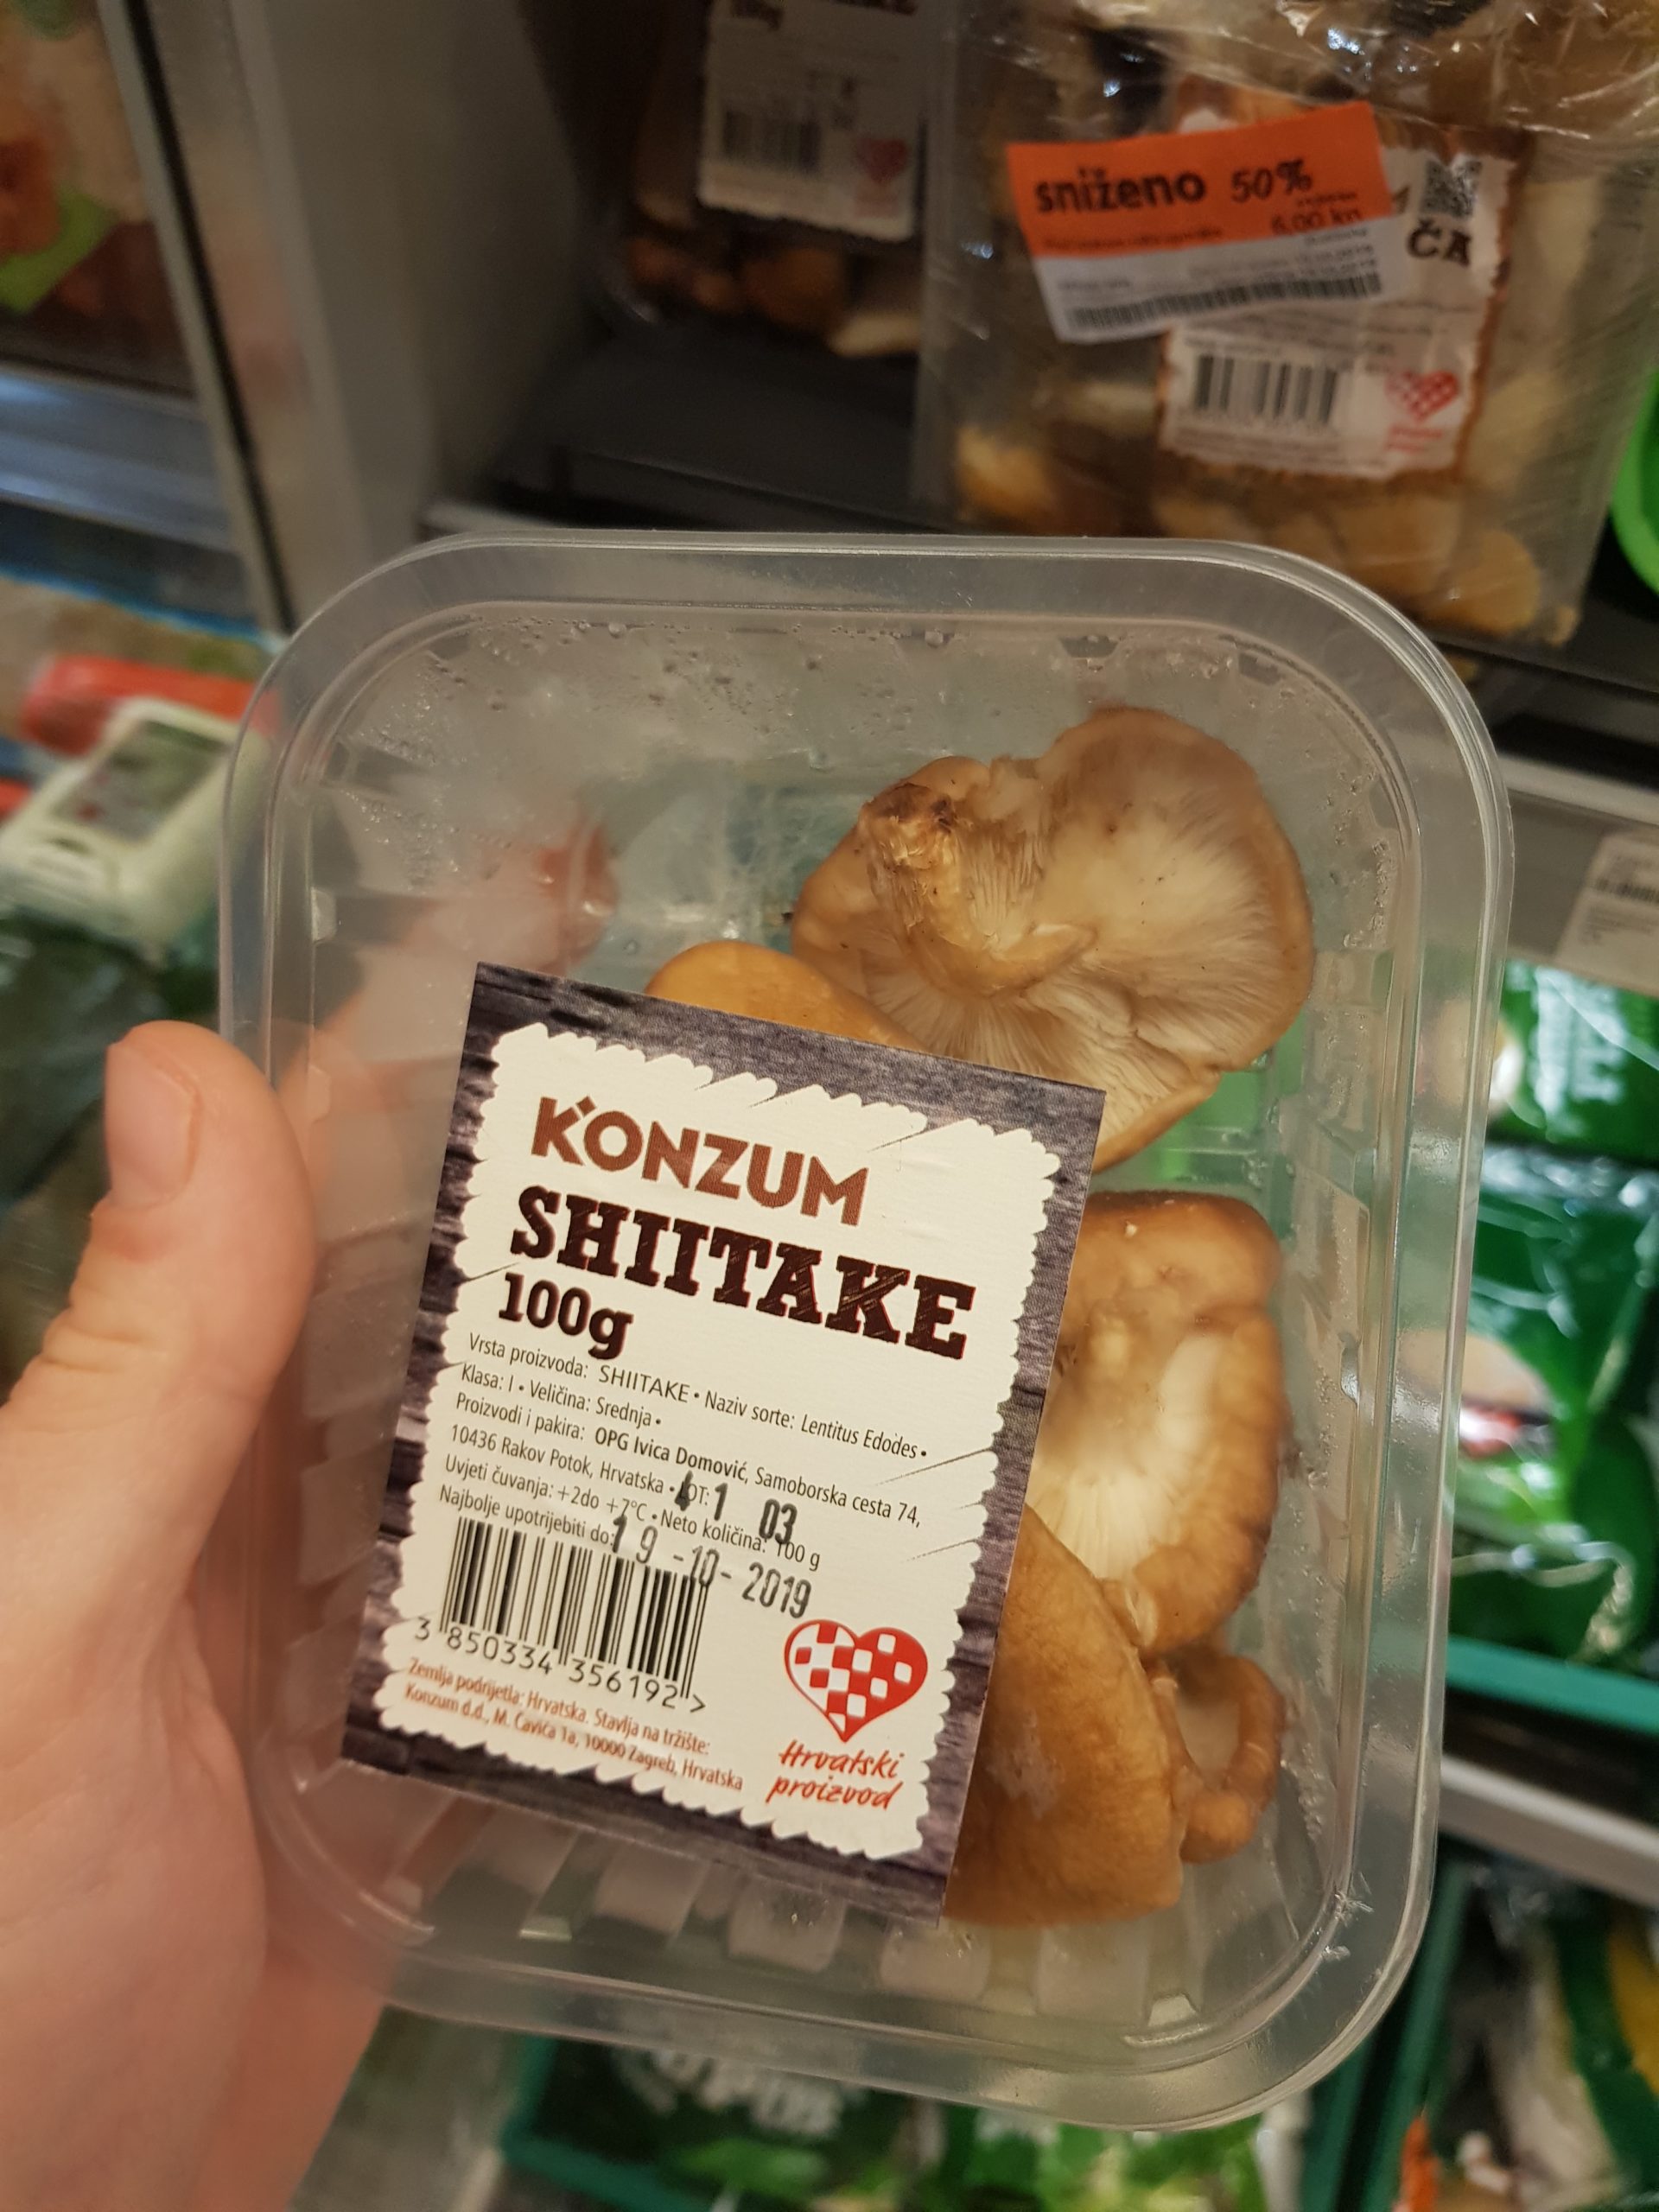 sniženo 50%
6,00 kn
ČA
KONZUM
SHIITAKE
100g
Vrsta proizvoda: SHIITAKE • Naziv sorte: Lentitus Edodes •
Klasa: I • Veličina: Srednja •
Proizvodi i pakira: OPG Ivica Domović, Samoborska cesta 74,
10436 Rakov Potok, Hrvatska • LOT: 1 03
Uvjeti čuvanja: +2do +7°C • Neto količina: 100 g
Najbolje upotrijebiti do: 19 -10- 2019
3 850334 356192 >
Zemlja podrijetla: Hrvatska. Stavlja na tržište:
Konzum d.d., M. Čavića 1a, 10000 Zagreb, Hrvatska
Hrvatski
proizvod